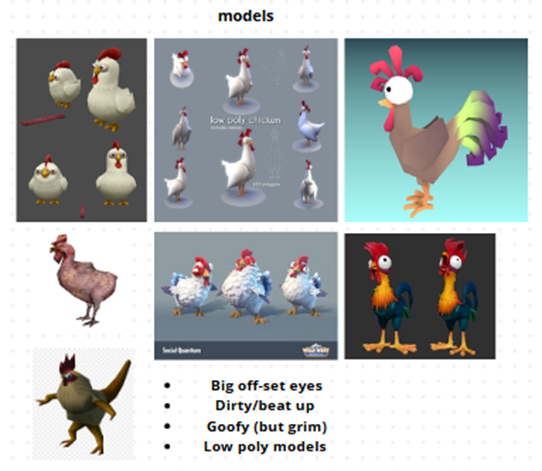 models
low poly chicken
Social Quantum
Big off-set eyes
Dirty/beat up
Goofy (but grim)
Low poly models